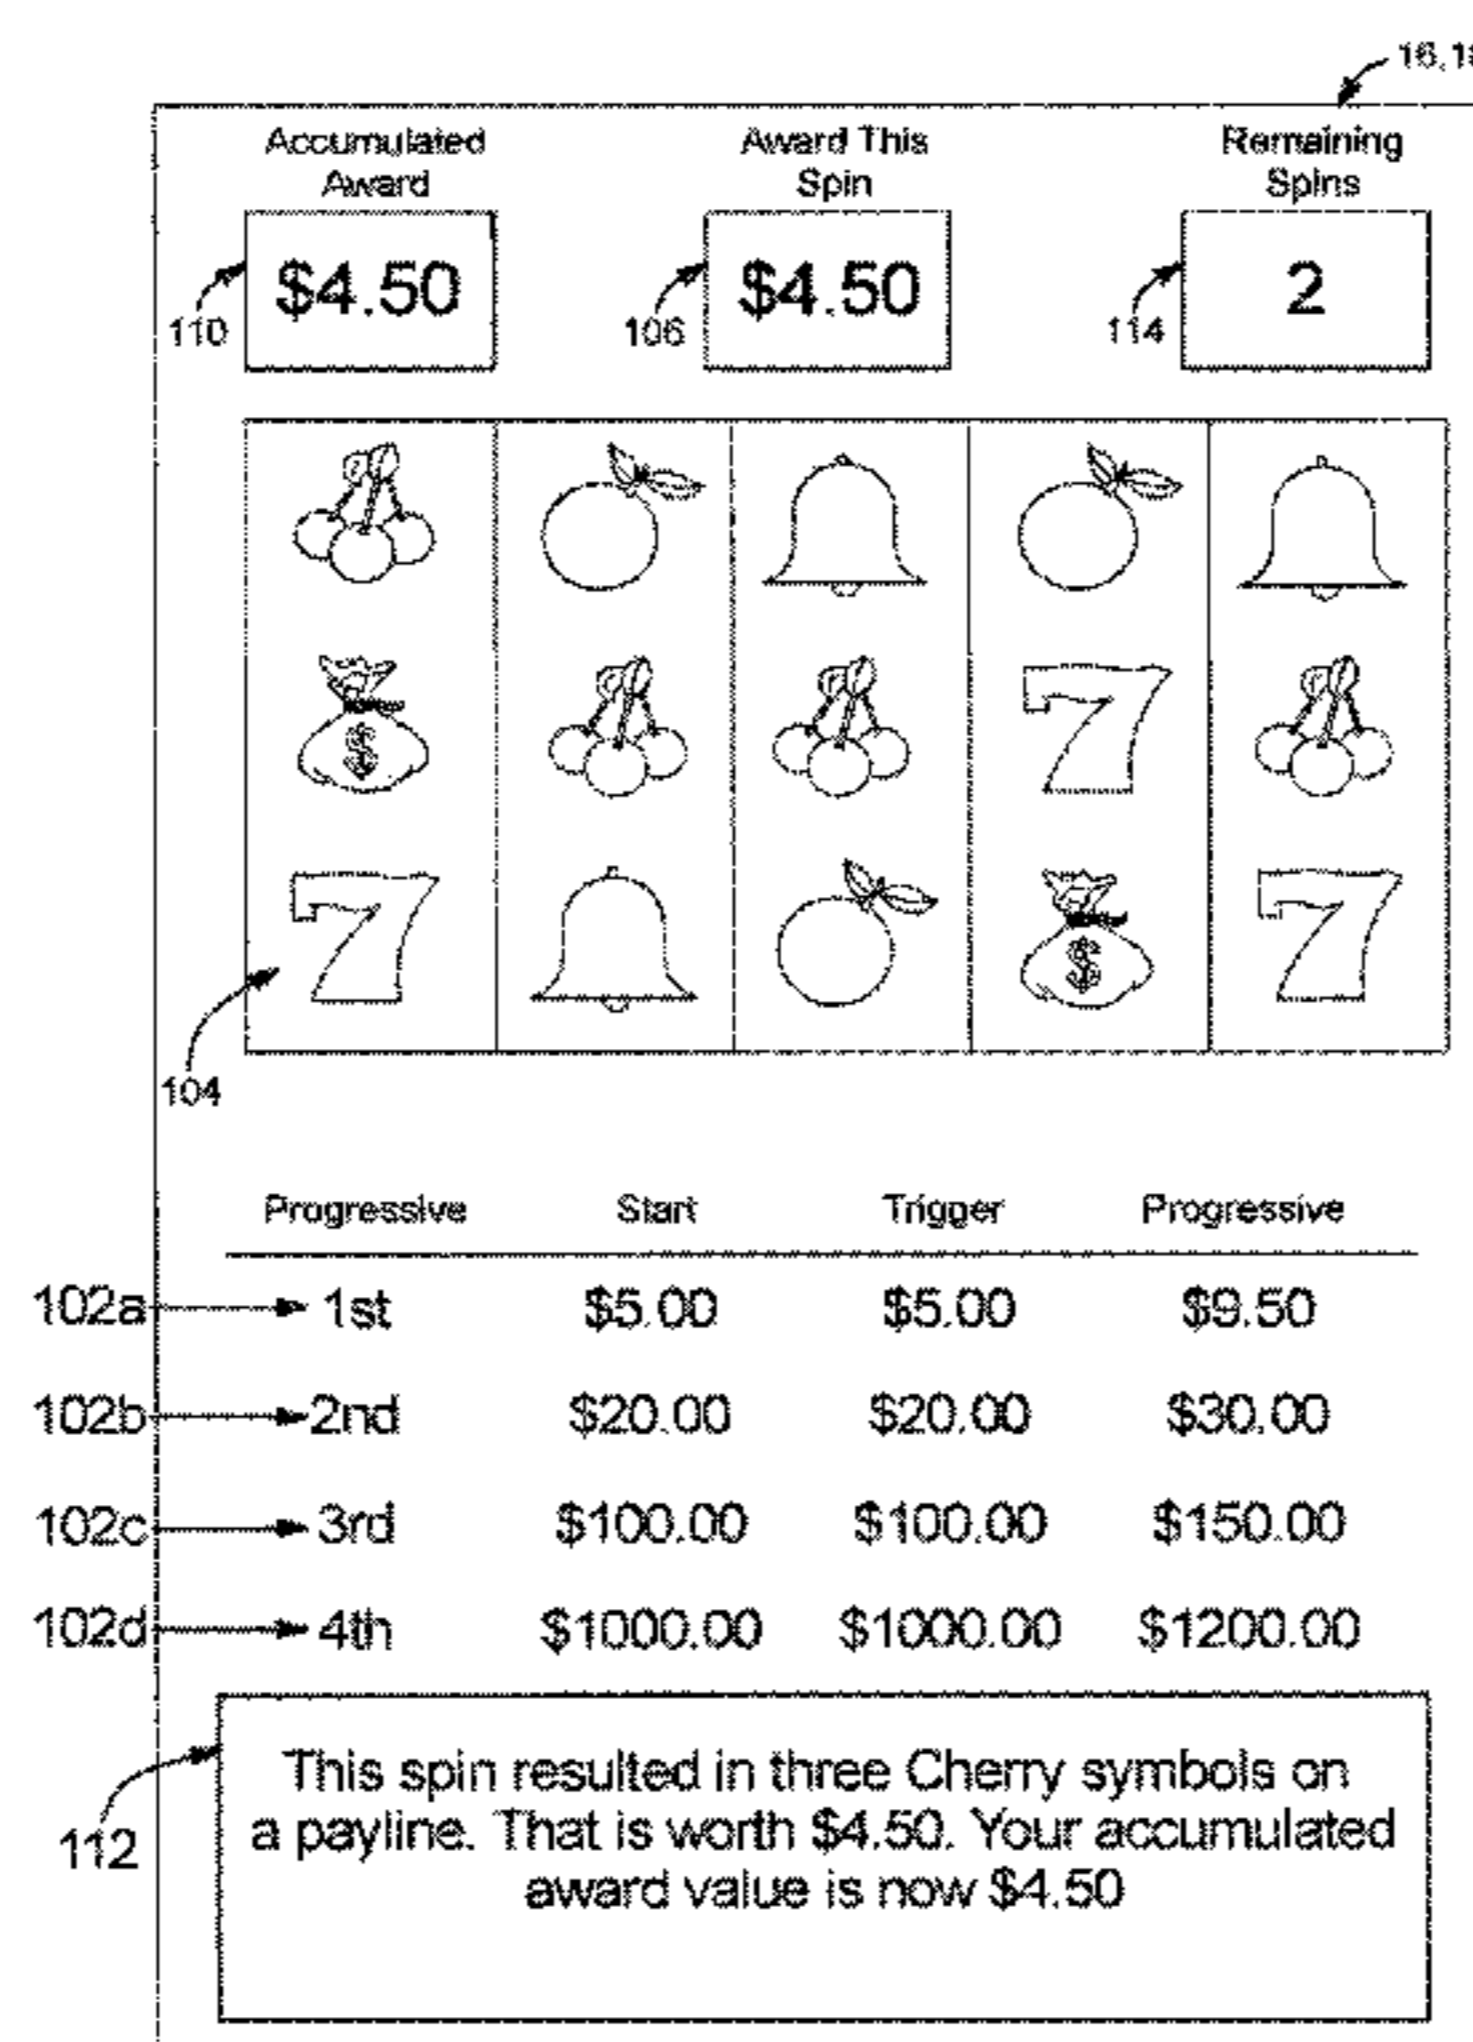 16,1
Accumulated Award This Remaining
Award Spin Spins
$4.50 $4.50 2
110 106 114
$
7
7 $ 7
104
Progressive Start Trigger Progressive
102a 1st $5.00 $5.00 $9.50
102b 2nd $20.00 $20.00 $30.00
102c 3rd $100.00 $100.00 $150.00
102d 4th $1000.00 $1000.00 $1200.00
This spin resulted in three Cherry symbols on
a payline. That is worth $4.50. Your accumulated
112
award value is now $4.50